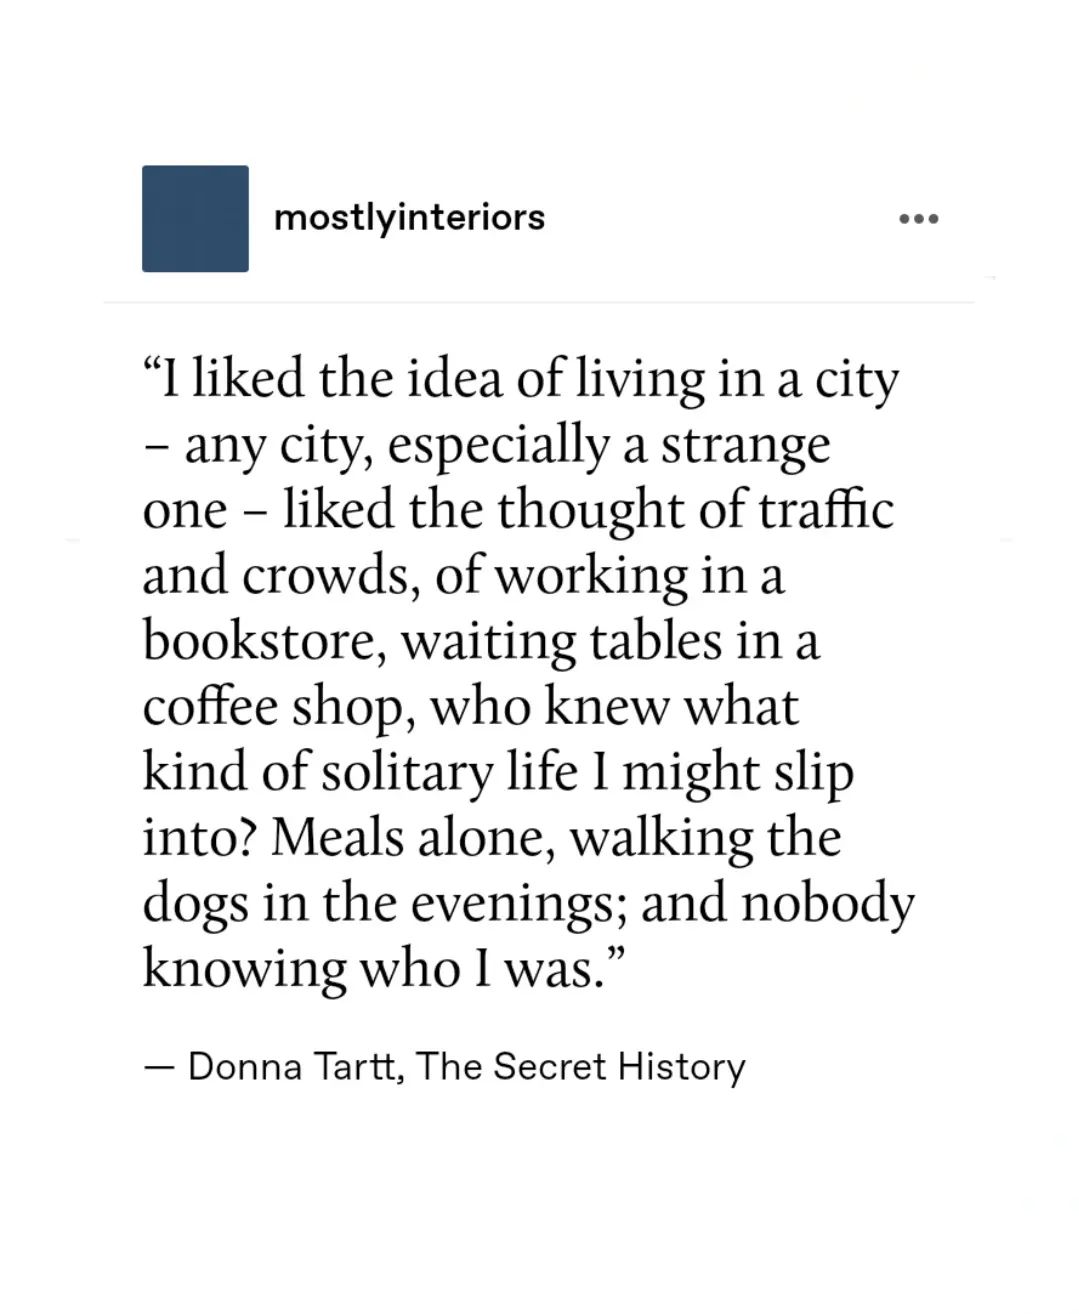 mostlyinteriors
“I liked the idea of living in a city
– any city, especially a strange
one – liked the thought of traffic
and crowds, of working in a
bookstore, waiting tables in a
coffee shop, who knew what
kind of solitary life I might slip
into? Meals alone, walking the
dogs in the evenings; and nobody
knowing who I was.”
— Donna Tartt, The Secret History